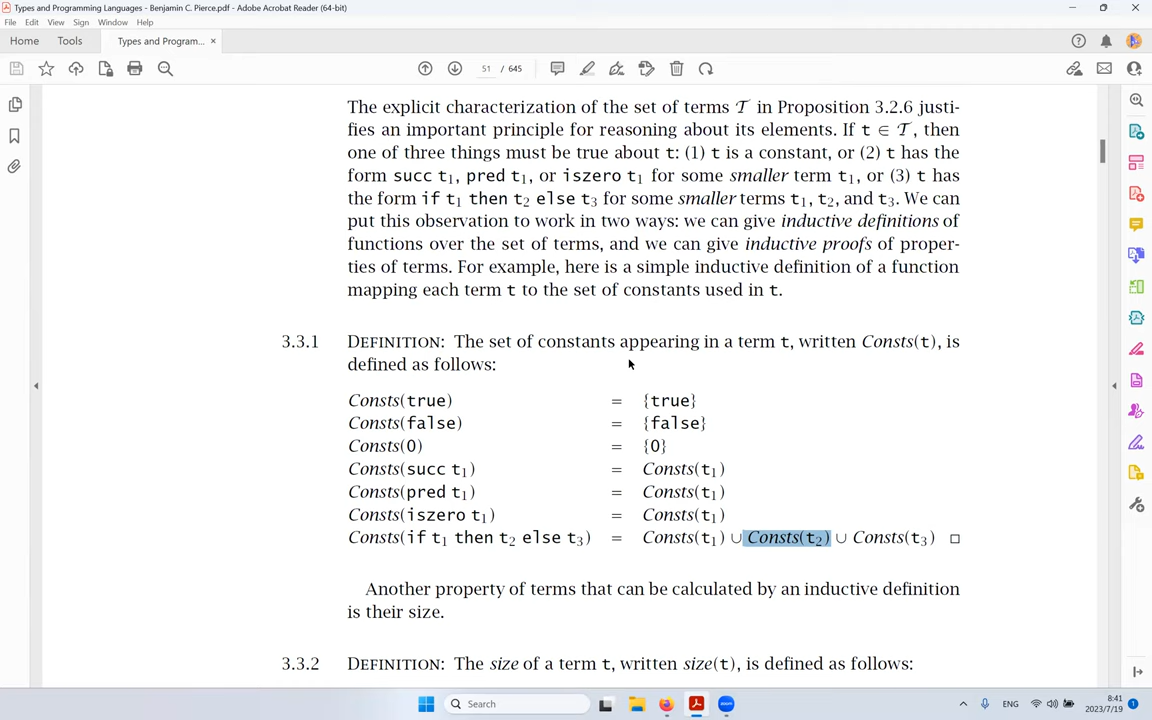 Types and Programming Languages - Benjamin C. Pierce.pdf - Adobe Acrobat Reader (64-bit)
File Edit View Sign Window Help
Home Tools Types and Program... ×
51 / 645
The explicit characterization of the set of terms 𝒯 in Proposition 3.2.6 justi-
fies an important principle for reasoning about its elements. If t ∈ 𝒯, then
one of three things must be true about t: (1) t is a constant, or (2) t has the
form succ t₁, pred t₁, or iszero t₁ for some smaller term t₁, or (3) t has
the form if t₁ then t₂ else t₃ for some smaller terms t₁, t₂, and t₃. We can
put this observation to work in two ways: we can give inductive definitions of
functions over the set of terms, and we can give inductive proofs of proper-
ties of terms. For example, here is a simple inductive definition of a function
mapping each term t to the set of constants used in t.
3.3.1 DEFINITION: The set of constants appearing in a term t, written Consts(t), is
defined as follows:
Consts(true) = {true}
Consts(false) = {false}
Consts(0) = {0}
Consts(succ t₁) = Consts(t₁)
Consts(pred t₁) = Consts(t₁)
Consts(iszero t₁) = Consts(t₁)
Consts(if t₁ then t₂ else t₃) = Consts(t₁) ∪ Consts(t₂) ∪ Consts(t₃) □
Another property of terms that can be calculated by an inductive definition
is their size.
3.3.2 DEFINITION: The size of a term t, written size(t), is defined as follows:
Search
zoom
ENG
8:41
2023/7/19
1